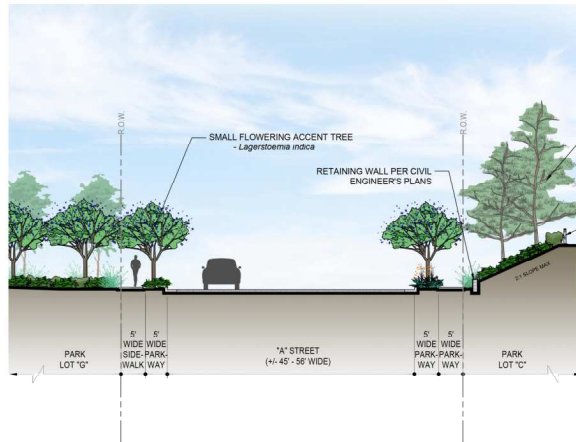 R.O.W.
R.O.W.
SMALL FLOWERING ACCENT TREE
- Lagerstoemia indica
RETAINING WALL PER CIVIL
ENGINEER'S PLANS
2:1 SLOPE MAX
PARK
LOT "G"
5'
WIDE
SIDE-
WALK
5'
WIDE
PARK-
WAY
"A" STREET
(+/- 45' - 56' WIDE)
5'
WIDE
PARK-
WAY
5'
WIDE
PARK-
WAY
PARK
LOT "C"